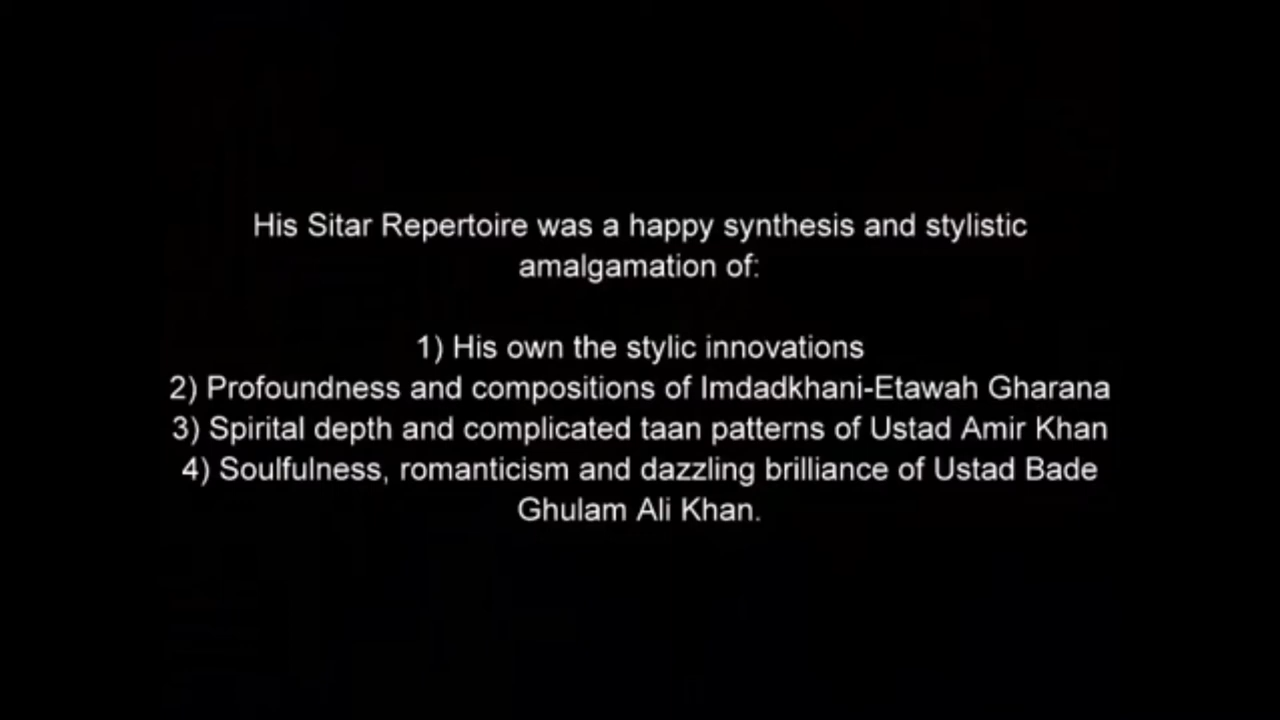 His Sitar Repertoire was a happy synthesis and stylistic
amalgamation of:
1) His own the stylic innovations
2) Profoundness and compositions of Imdadkhani-Etawah Gharana
3) Spirital depth and complicated taan patterns of Ustad Amir Khan
4) Soulfulness, romanticism and dazzling brilliance of Ustad Bade
Ghulam Ali Khan.